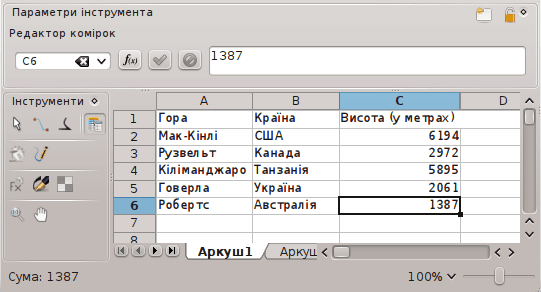 Параметри інструмента
Редактор комірок
C6 f(x) 1387
Інструменти
A B C D
1 Гора Країна Висота (у метрах)
2 Мак-Кінлі США 6194
3 Рузвельт Канада 2972
4 Кіліманджаро Танзанія 5895
5 Говерла Україна 2061
6 Робертс Австралія 1387
7
8
Аркуш1 Аркуш
Сума: 1387 100%